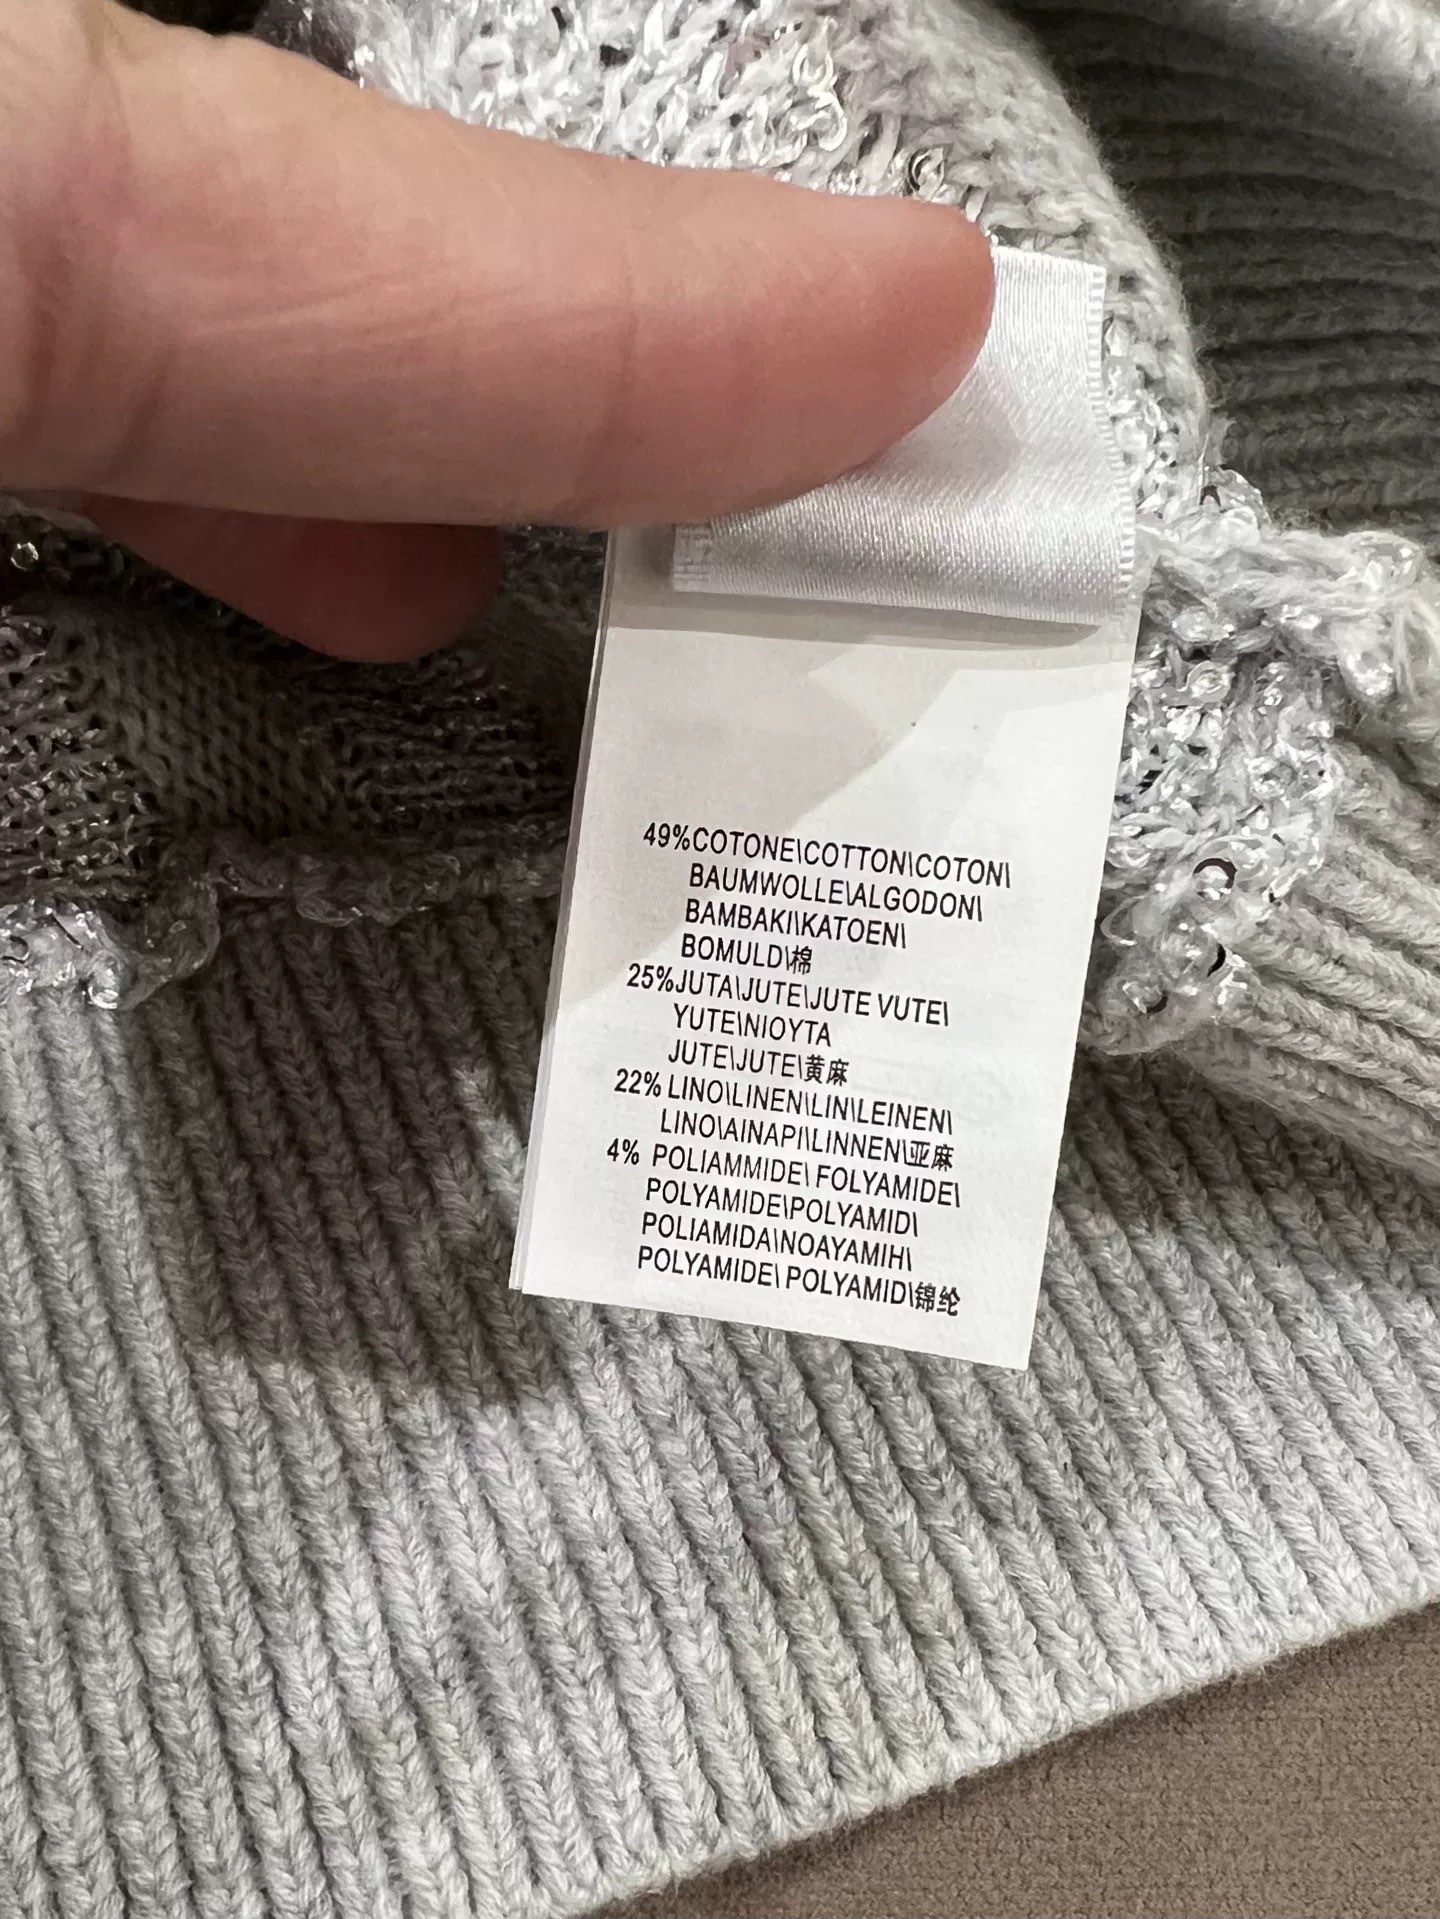 49%COTONE\COTTON\COTON\
BAUMWOLLE\ALGODON\
BAMBAKI\KATOEN\
BOMULD\棉
25%JUTA\JUTE\JUTE VUTE\
YUTE\NIOYTA
JUTE\JUTE\黄麻
22% LINO\LINEN\LIN\LEINEN\
LINO\AINAPI\LINNEN\亚麻
4% POLIAMMIDE\ FOLYAMIDE\
POLYAMIDE\POLYAMID\
POLIAMIDA\NOAYAMIH\
POLYAMIDE\ POLYAMID\锦纶